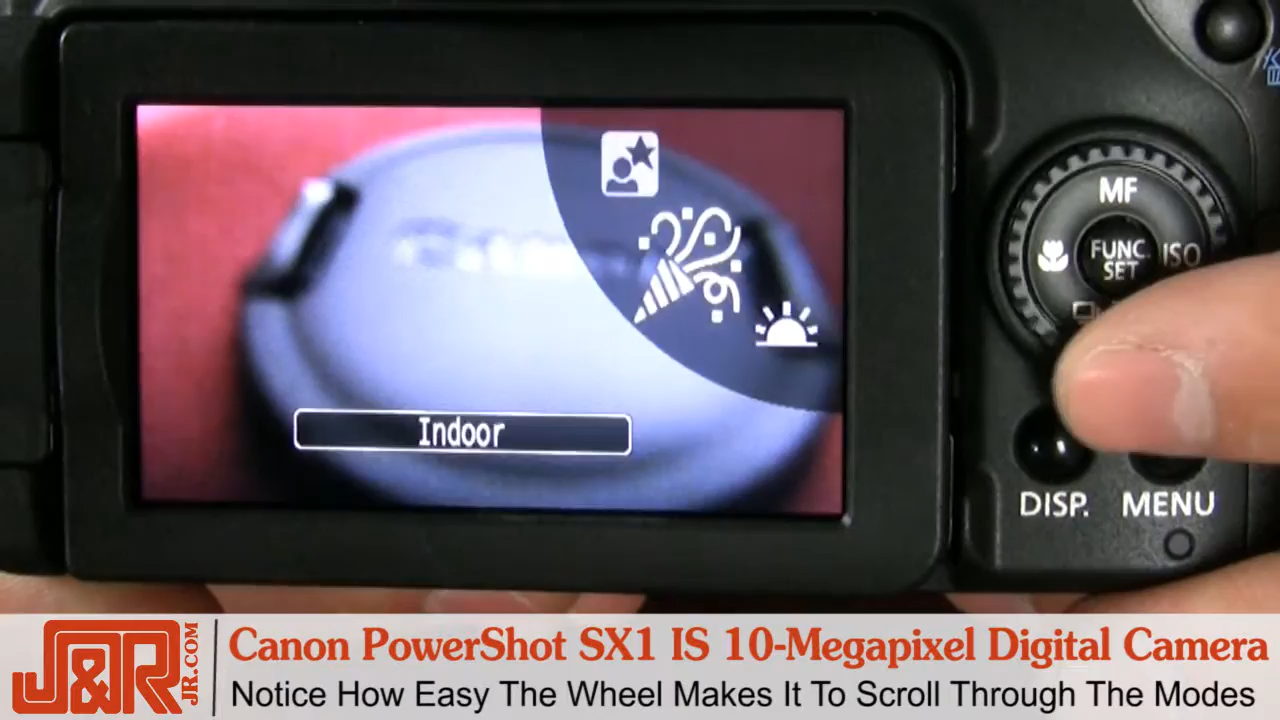 MF
FUNC.
SET
ISO
Indoor
DISP. MENU
J&R
JR.COM
Canon PowerShot SX1 IS 10-Megapixel Digital Camera
Notice How Easy The Wheel Makes It To Scroll Through The Modes